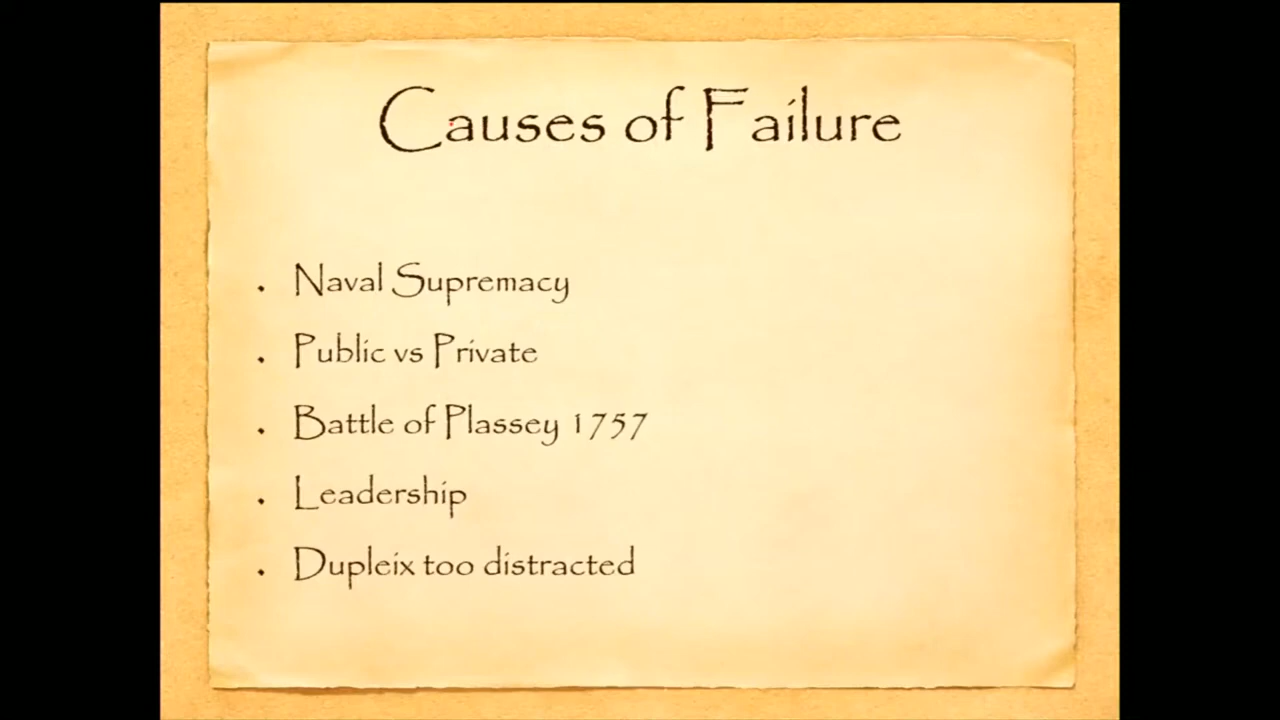 Causes of Failure
. Naval Supremacy
. Public vs Private
. Battle of Plassey 1757
. Leadership
. Dupleix too distracted